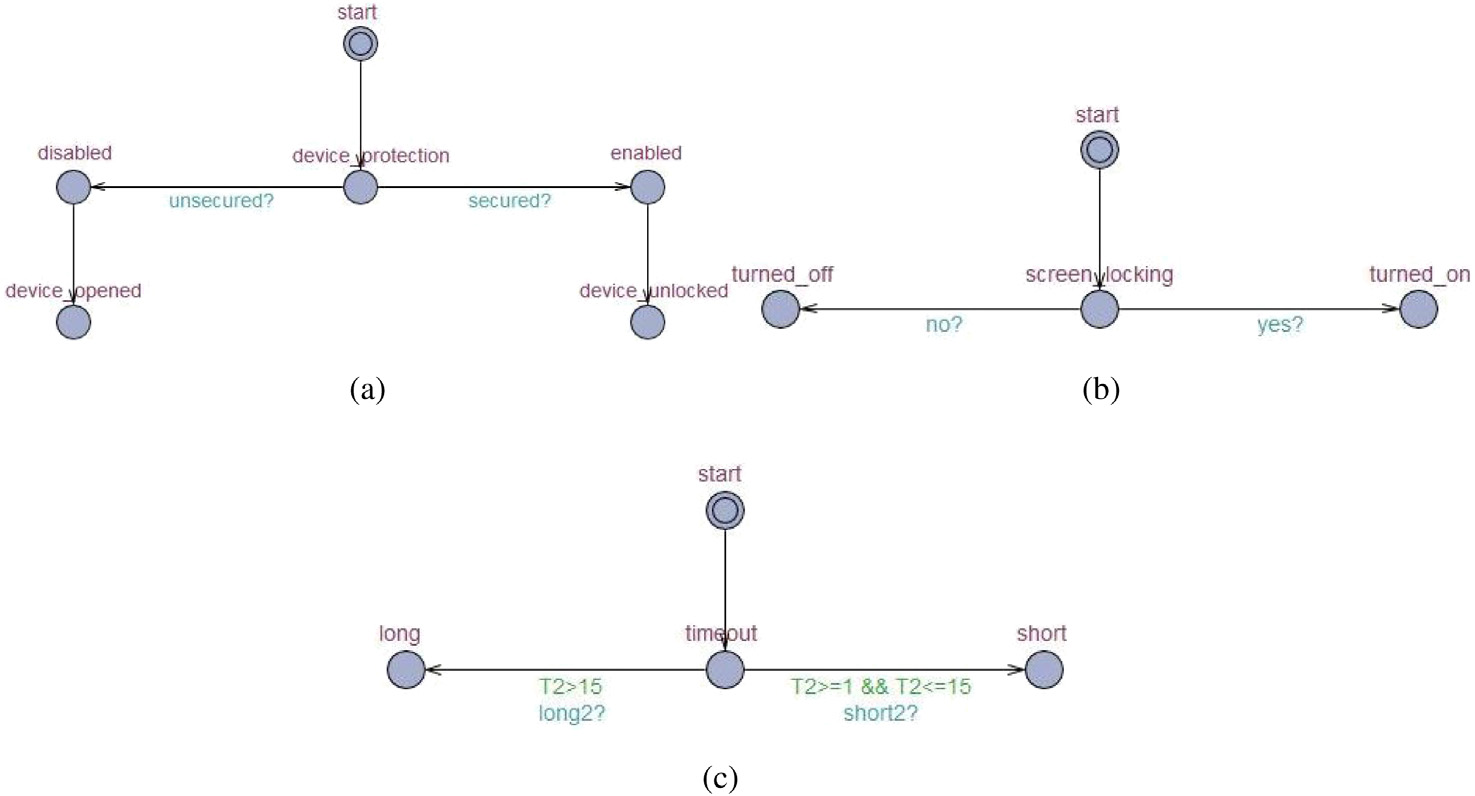 start
disabled
device_protection
enabled
unsecured?
secured?
device_opened
device_unlocked
(a)
start
turned_off
screen_locking
turned_on
no?
yes?
(b)
start
long
timeout
short
T2>15
long2?
T2>=1 && T2<=15
short2?
(c)